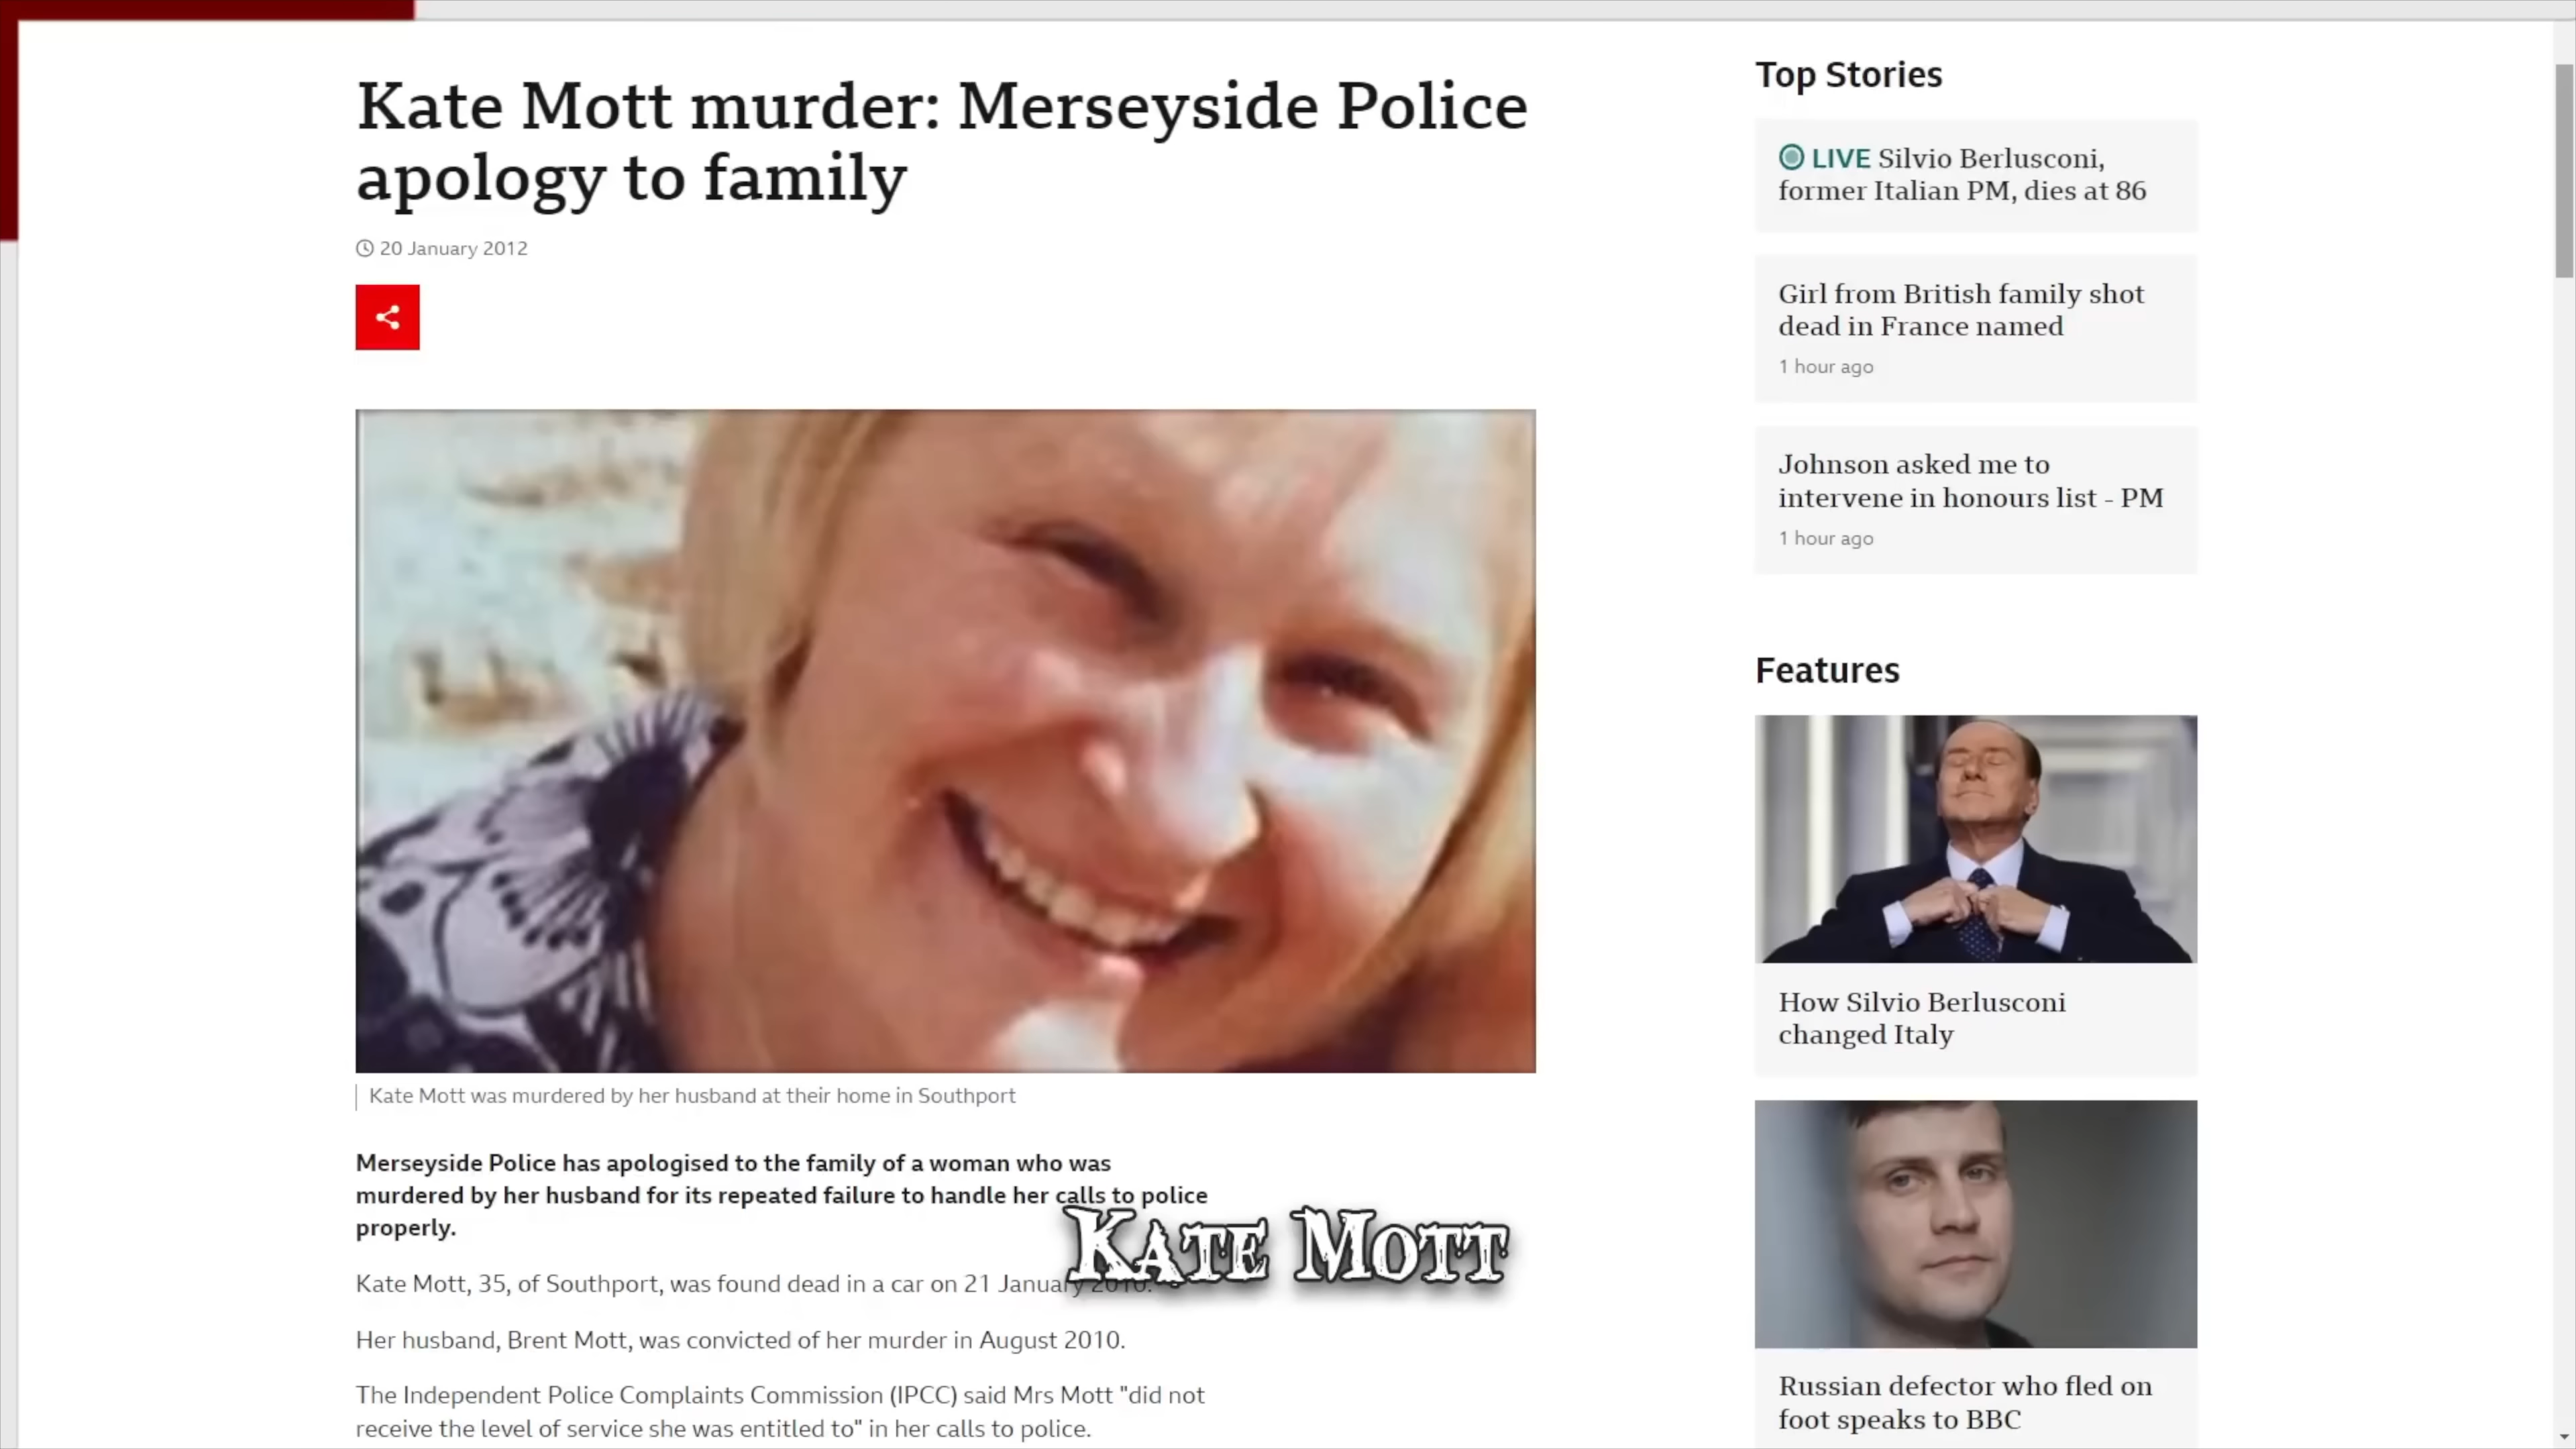 Kate Mott murder: Merseyside Police
apology to family
20 January 2012
Kate Mott was murdered by her husband at their home in Southport
Merseyside Police has apologised to the family of a woman who was
murdered by her husband for its repeated failure to handle her calls to police
properly.
Kate Mott, 35, of Southport, was found dead in a car on 21 January 2010.
Her husband, Brent Mott, was convicted of her murder in August 2010.
The Independent Police Complaints Commission (IPCC) said Mrs Mott "did not
receive the level of service she was entitled to" in her calls to police.
Kate Mott
Top Stories
LIVE Silvio Berlusconi,
former Italian PM, dies at 86
Girl from British family shot
dead in France named
1 hour ago
Johnson asked me to
intervene in honours list - PM
1 hour ago
Features
How Silvio Berlusconi
changed Italy
Russian defector who fled on
foot speaks to BBC